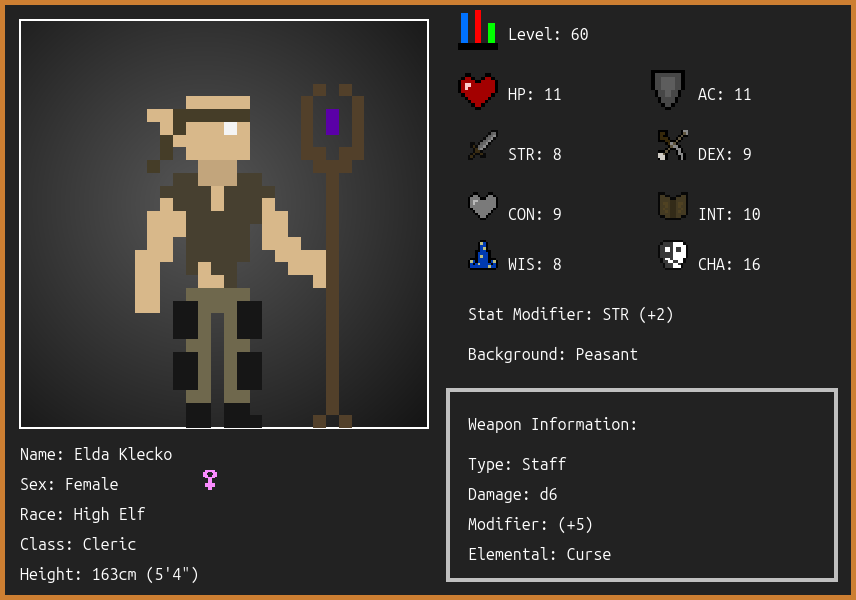 Level: 60
HP: 11
AC: 11
STR: 8
DEX: 9
CON: 9
INT: 10
WIS: 8
CHA: 16
Stat Modifier: STR (+2)
Background: Peasant
Weapon Information:
Type: Staff
Damage: d6
Modifier: (+5)
Elemental: Curse
Name: Elda Klecko
Sex: Female
Race: High Elf
Class: Cleric
Height: 163cm (5'4")